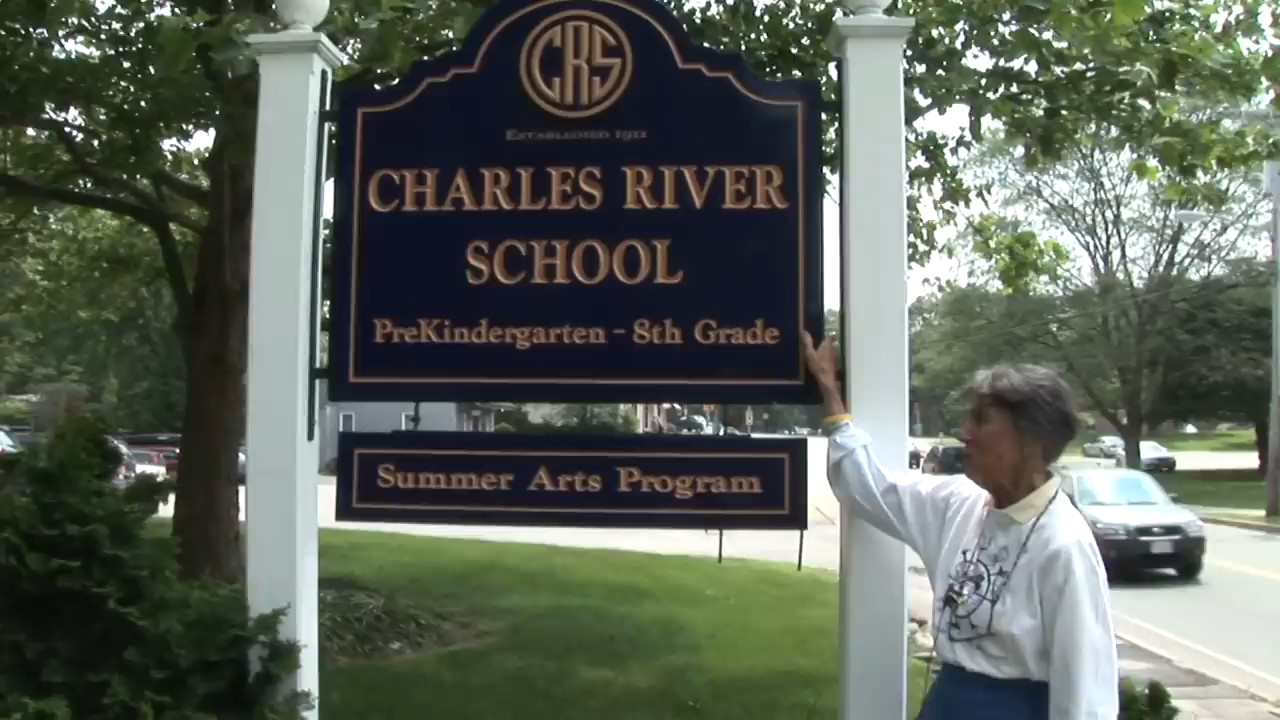 CRS
ESTABLISHED 1911
CHARLES RIVER
SCHOOL
PreKindergarten - 8th Grade
Summer Arts Program